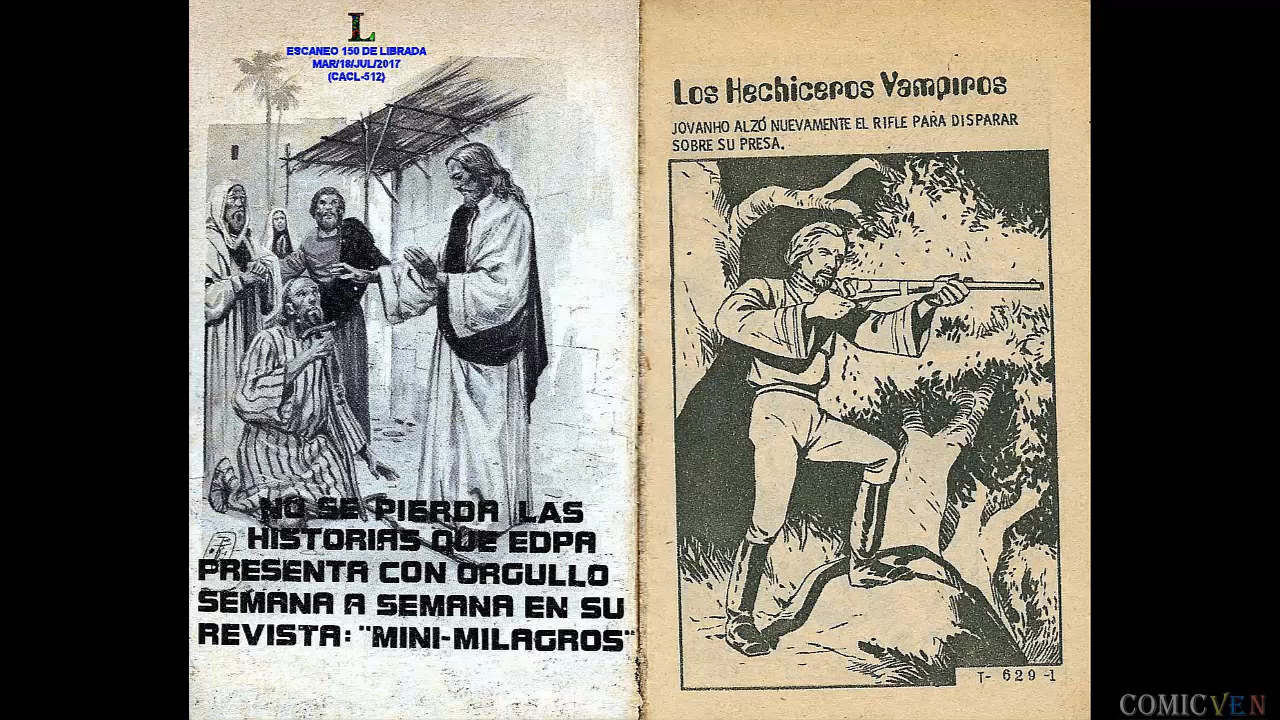 L
ESCANEO 150 DE LIBRADA
MAR/18/JUL/2017
(CACL-512)
NO SE PIERDA LAS
HISTORIAS QUE EDPA
PRESENTA CON ORGULLO
SEMANA A SEMANA EN SU
REVISTA: "MINI-MILAGROS"
Los Hechiceros Vampiros
JOVANHO ALZÓ NUEVAMENTE EL RIFLE PARA DISPARAR
SOBRE SU PRESA.
T-629-1
COMICVEN